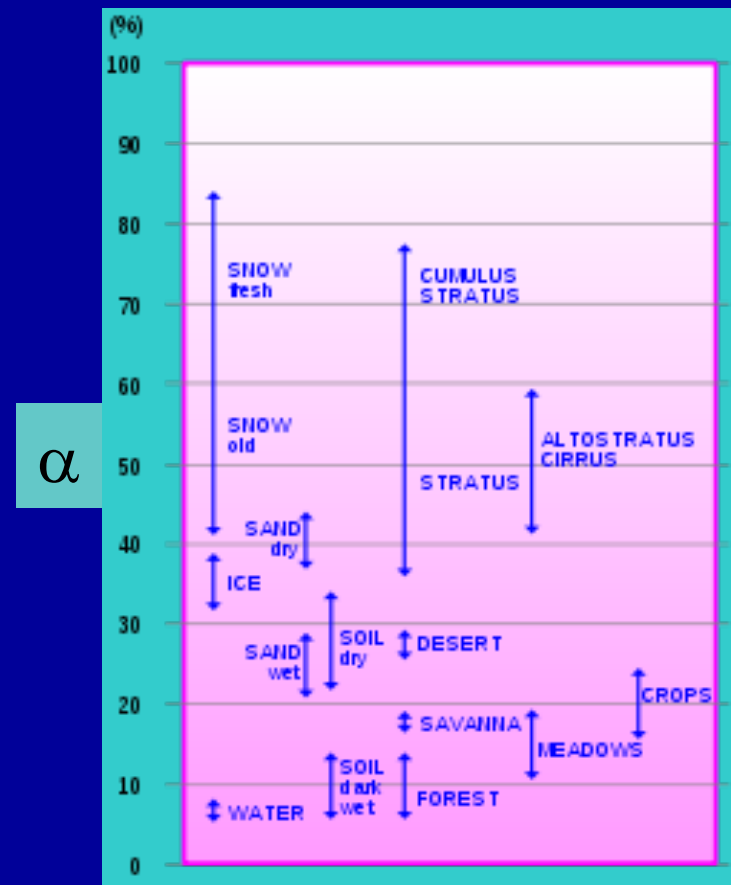 (%)
100
90
80
70
60
50
40
30
20
10
0
α
SNOW
fresh
SNOW
old
CUMULUS
STRATUS
STRATUS
ALTOSTRATUS
CIRRUS
SAND
dry
ICE
SAND
wet
SOIL
dry
DESERT
CROPS
SAVANNA
MEADOWS
SOIL
dark
wet
FOREST
WATER